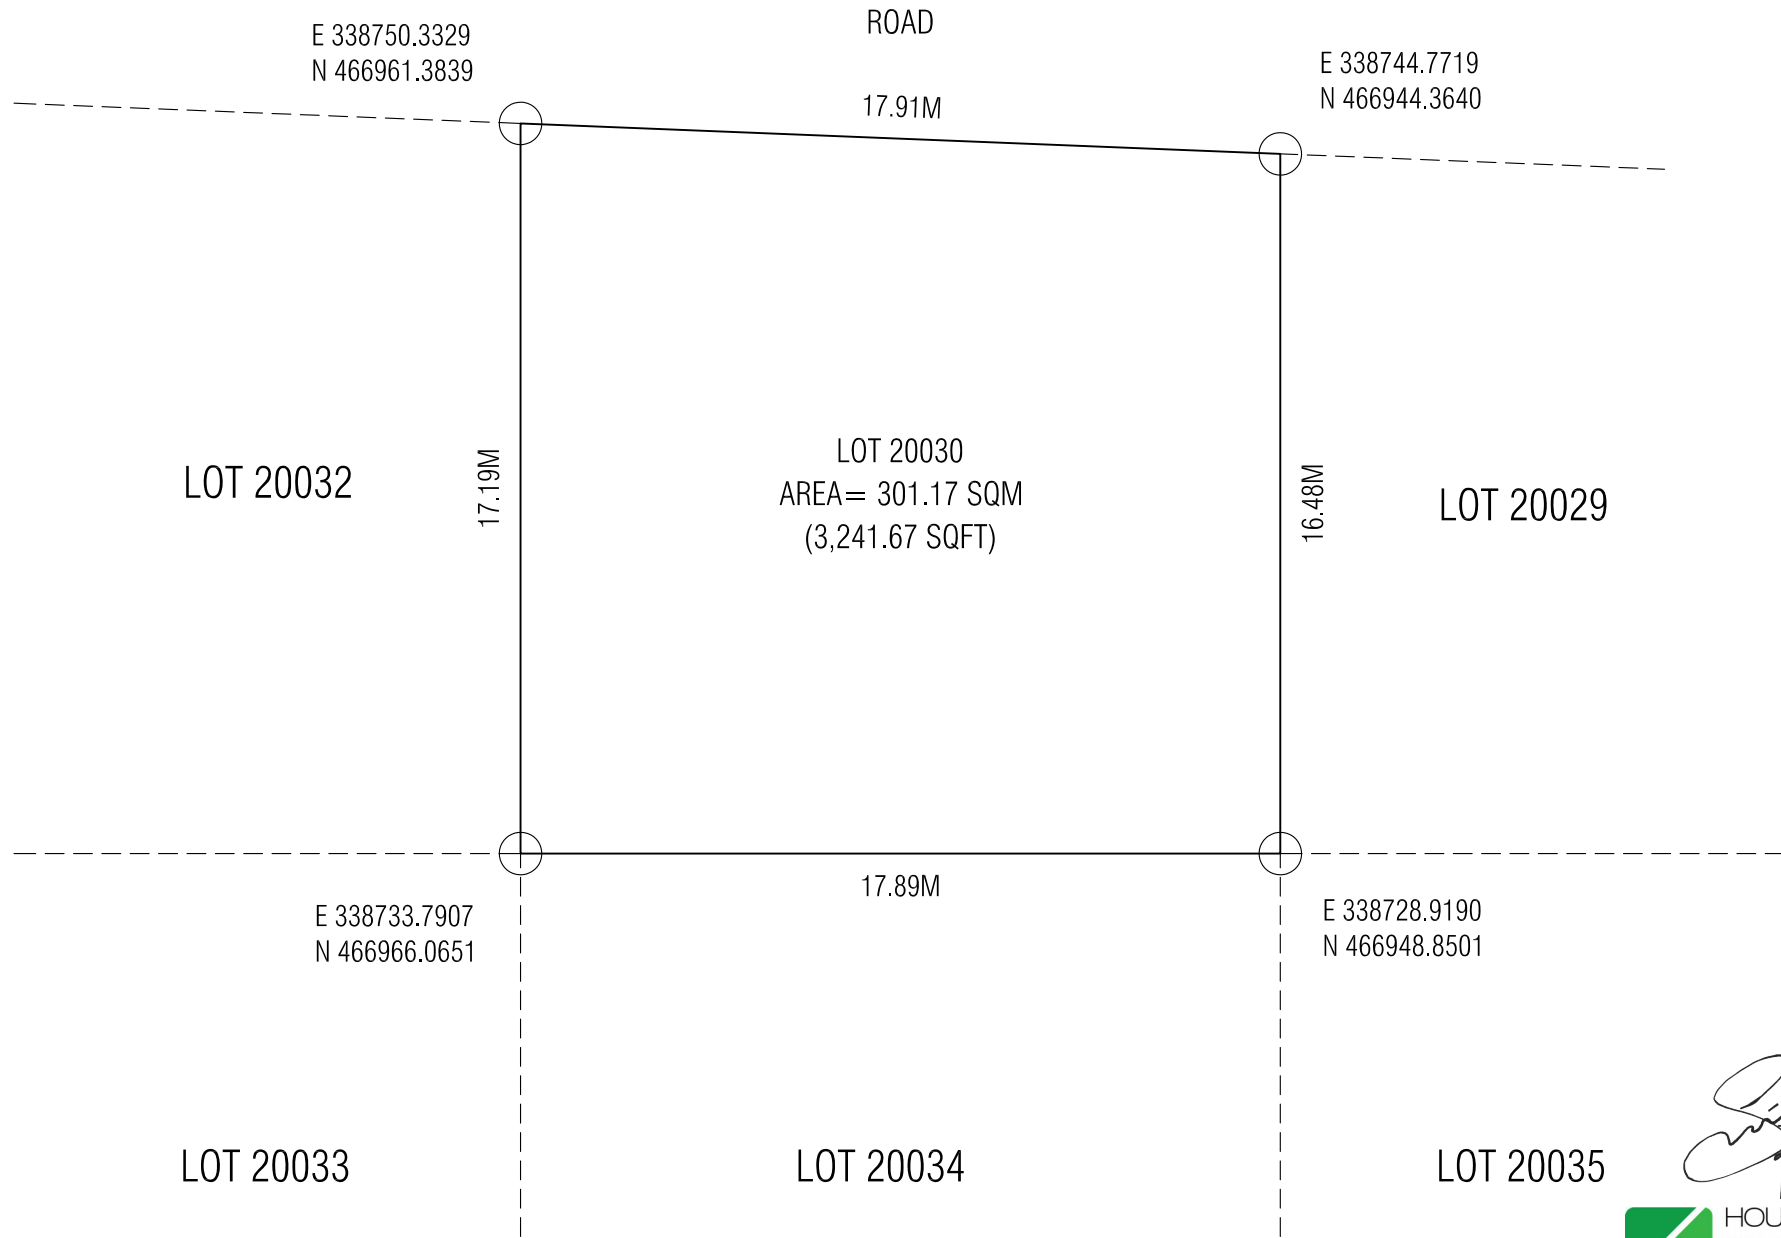 ROAD
E 338750.3329
N 466961.3839
E 338744.7719
N 466944.3640
17.91M
17.19M
LOT 20032
LOT 20030
AREA= 301.17 SQM
(3,241.67 SQFT)
16.48M
LOT 20029
17.89M
E 338733.7907
N 466966.0651
E 338728.9190
N 466948.8501
LOT 20033
LOT 20034
LOT 20035
HOU